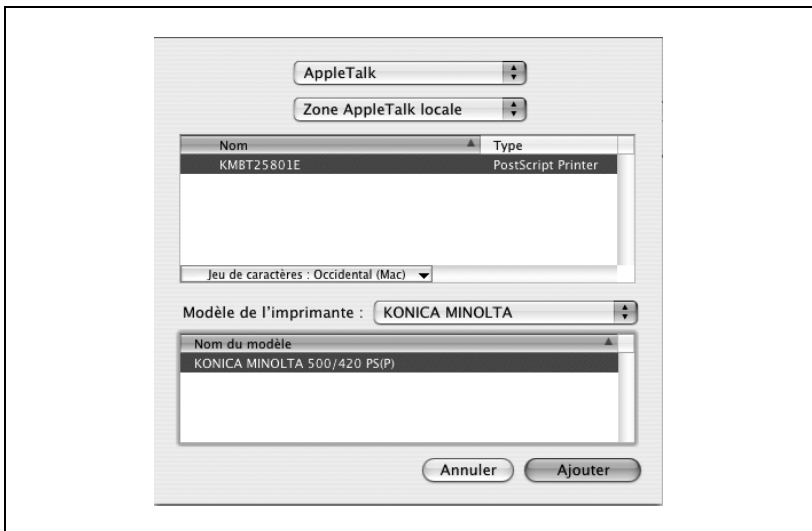 AppleTalk
Zone AppleTalk locale
Nom Type
KMBT25801E PostScript Printer
Jeu de caractères : Occidental (Mac)
Modèle de l'imprimante : KONICA MINOLTA
Nom du modèle
KONICA MINOLTA 500/420 PS(P)
Annuler Ajouter